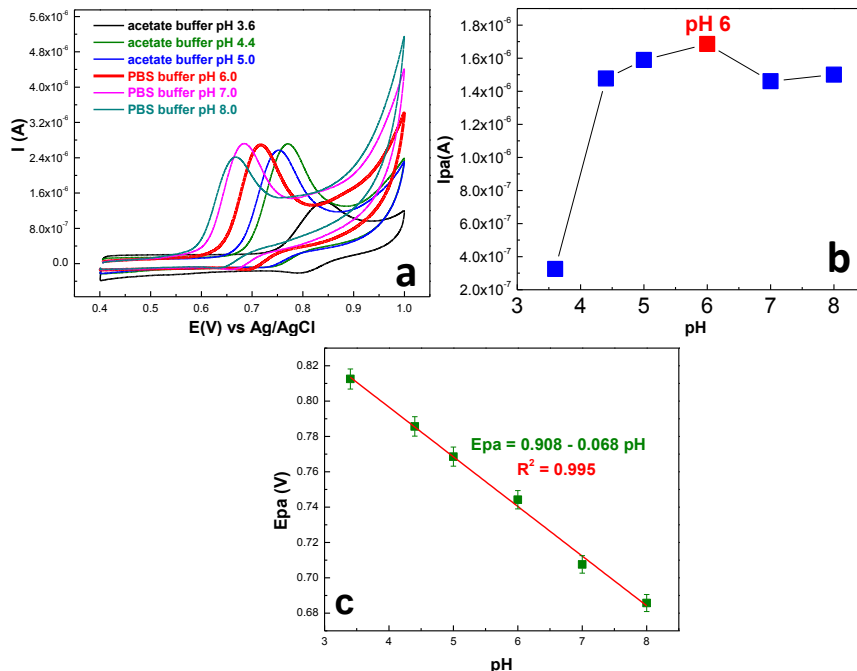 5.6x10⁻⁶
4.8x10⁻⁶
4.0x10⁻⁶
3.2x10⁻⁶
2.4x10⁻⁶
1.6x10⁻⁶
8.0x10⁻⁷
0.0
I (A)
acetate buffer pH 3.6
acetate buffer pH 4.4
acetate buffer pH 5.0
PBS buffer pH 6.0
PBS buffer pH 7.0
PBS buffer pH 8.0
a
0.4 0.5 0.6 0.7 0.8 0.9 1.0
E(V) vs Ag/AgCl
1.8x10⁻⁶
1.6x10⁻⁶
1.4x10⁻⁶
1.2x10⁻⁶
1.0x10⁻⁶
8.0x10⁻⁷
6.0x10⁻⁷
4.0x10⁻⁷
2.0x10⁻⁷
Ipa(A)
pH 6
b
3 4 5 6 7 8
pH
0.82
0.80
0.78
0.76
0.74
0.72
0.70
0.68
Epa (V)
Epa = 0.908 - 0.068 pH
R² = 0.995
c
3 4 5 6 7 8
pH